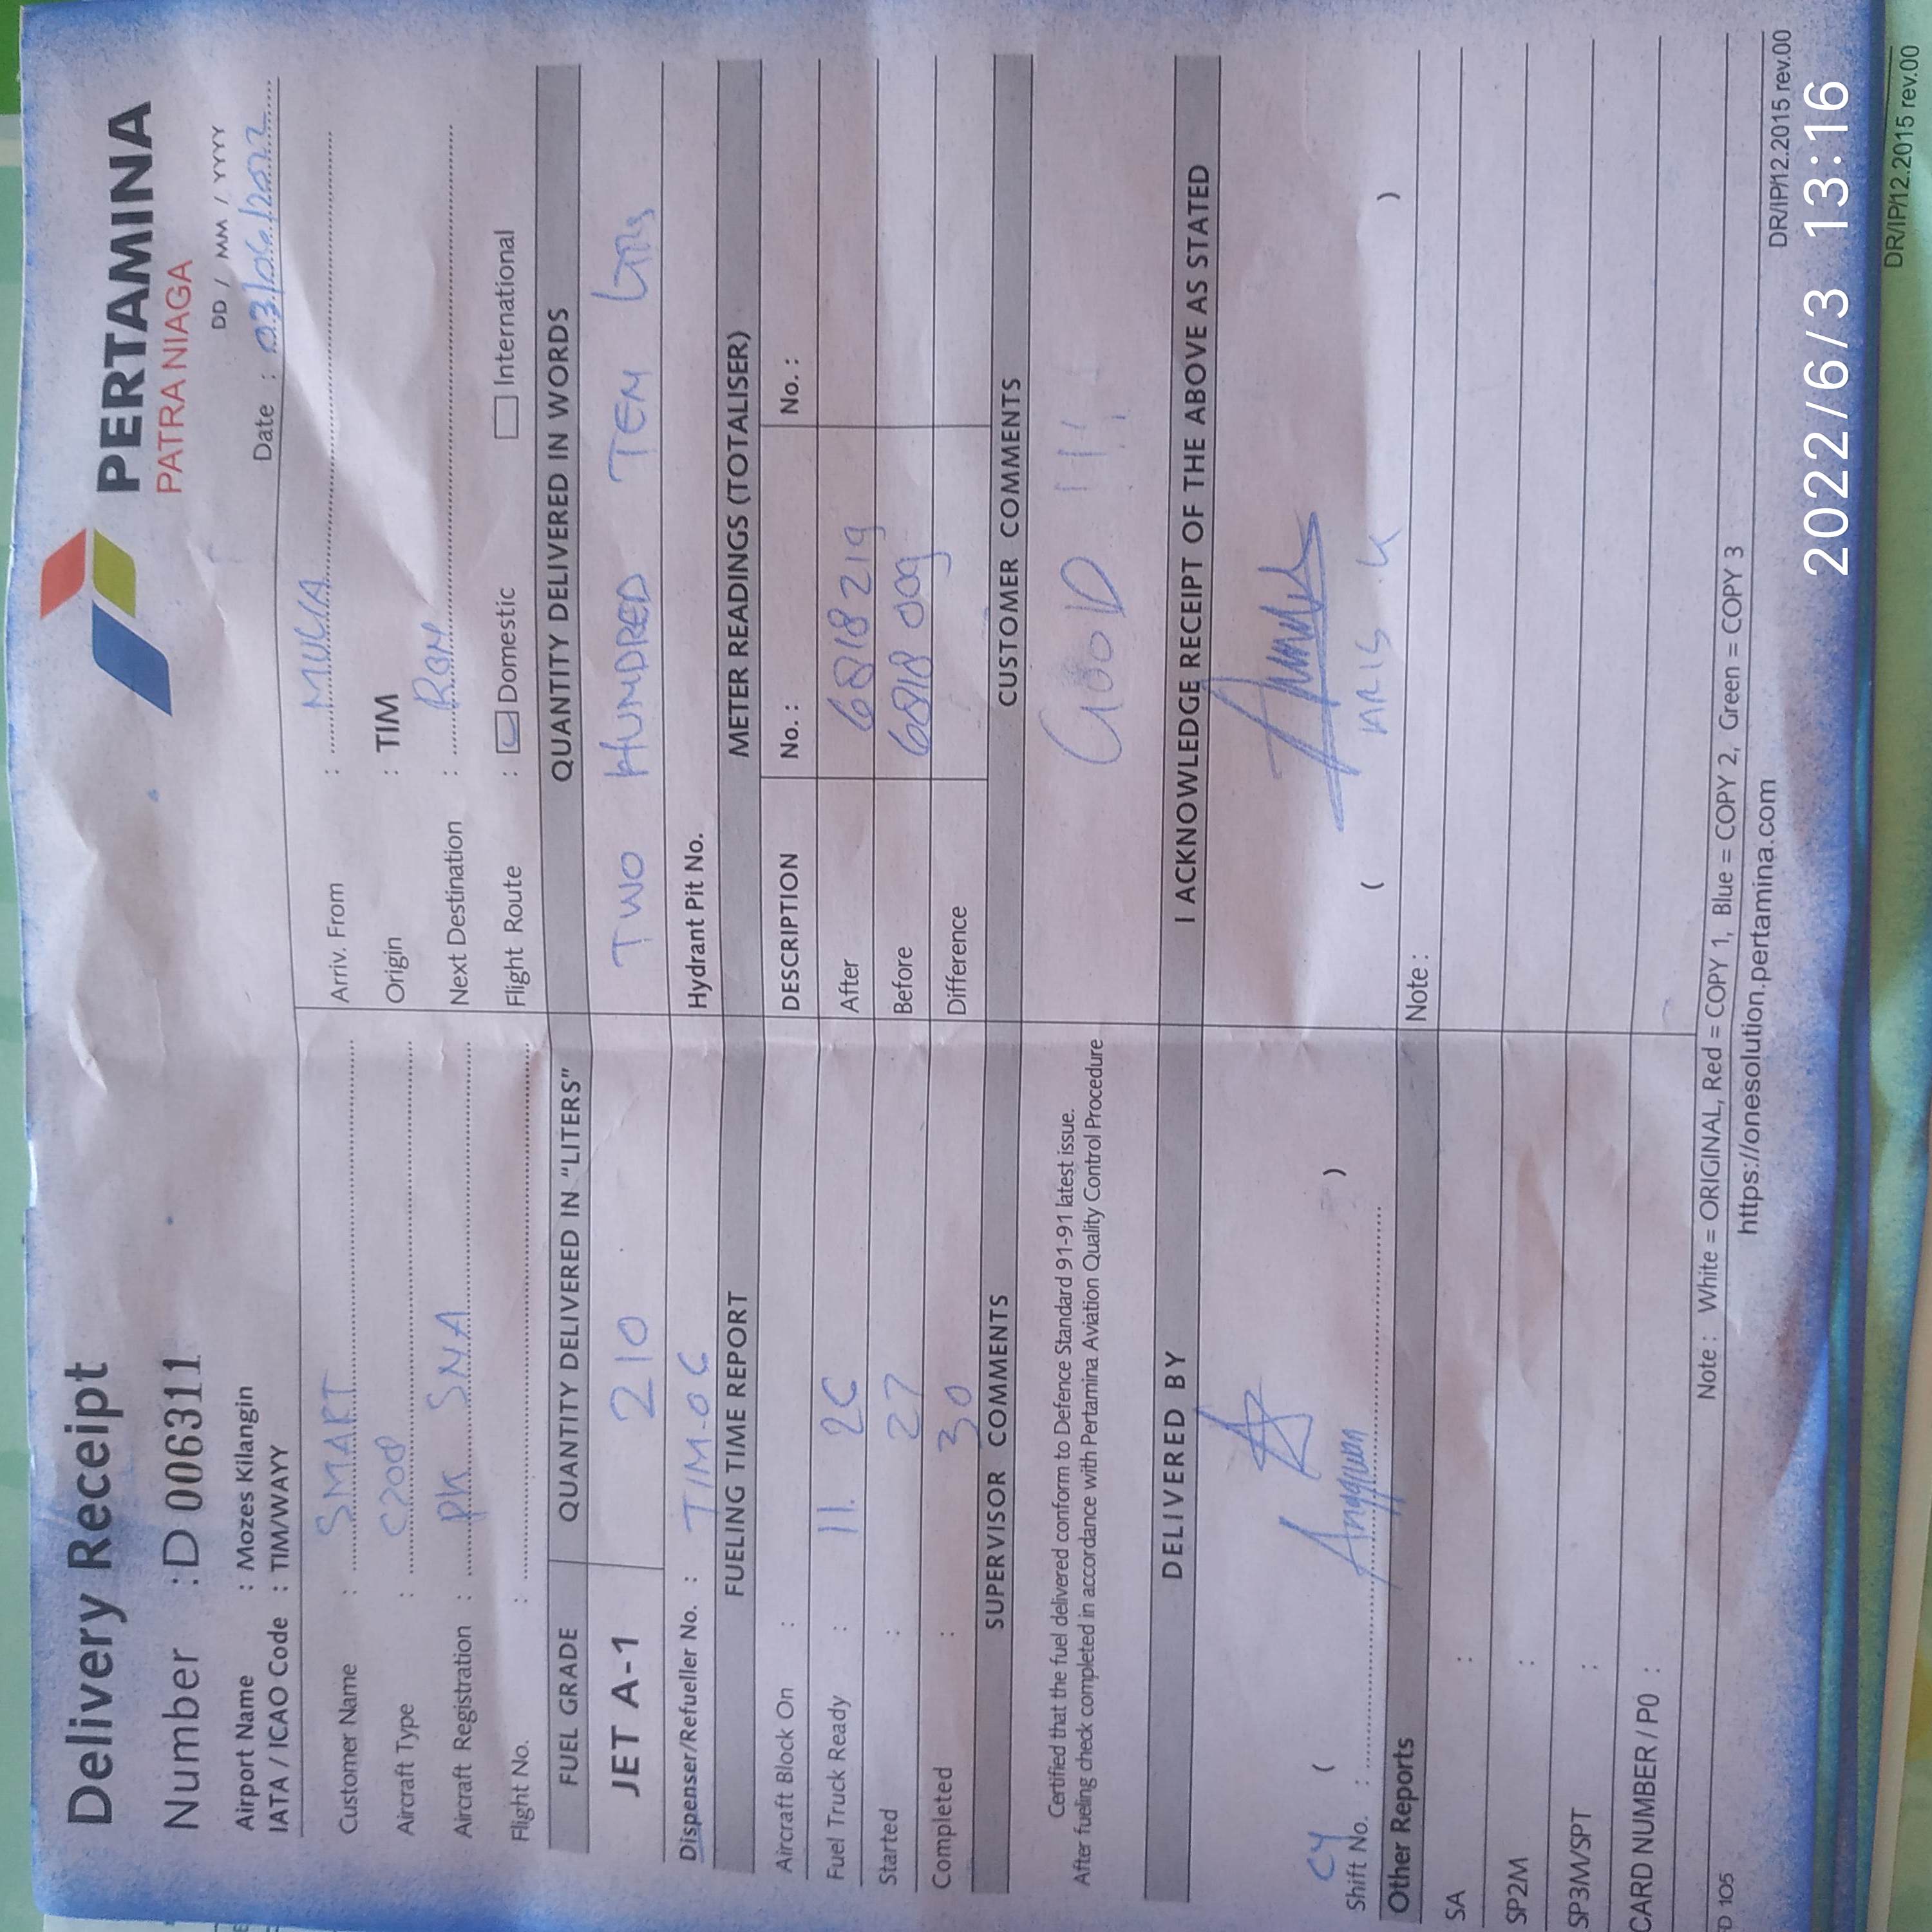 Delivery Receipt
PERTAMINA
PATRA NIAGA
Number : D 006311
DD / MM / YYYY
Airport Name : Mozes Kilangin
Date : 03/06/2022
IATA / ICAO Code : TIM/WAYY
Customer Name : SMART
Arriv. From : MULIA
Aircraft Type : C208
Origin : TIM
Aircraft Registration : PK SNA
Next Destination :
Flight No. :
Flight Route : Domestic International
FUEL GRADE QUANTITY DELIVERED IN “LITERS” QUANTITY DELIVERED IN WORDS
JET A-1 210 TWO HUNDRED TEN
Dispenser/Refueller No. : TIM-06
Hydrant Pit No.
FUELING TIME REPORT METER READINGS (TOTALISER)
Aircraft Block On :
DESCRIPTION No. : No. :
Fuel Truck Ready : 11. 26
After 6818219
Started : 27
Before 6818009
Completed : 30
Difference
SUPERVISOR COMMENTS CUSTOMER COMMENTS
Certified that the fuel delivered conform to Defence Standard 91-91 latest issue.
After fueling check completed in accordance with Pertamina Aviation Quality Control Procedure
GOOD !!
DELIVERED BY I ACKNOWLEDGE RECEIPT OF THE ABOVE AS STATED
( )
( )
Shift No. :
Other Reports
Note :
SA :
SP2M :
SP3M/SPT :
CARD NUMBER / PO :
Note : White = ORIGINAL, Red = COPY 1, Blue = COPY 2, Green = COPY 3
https://onesolution.pertamina.com
DR/IP/12.2015 rev.00
2022/6/3 13:16
DR/IP/12.2015 rev.00